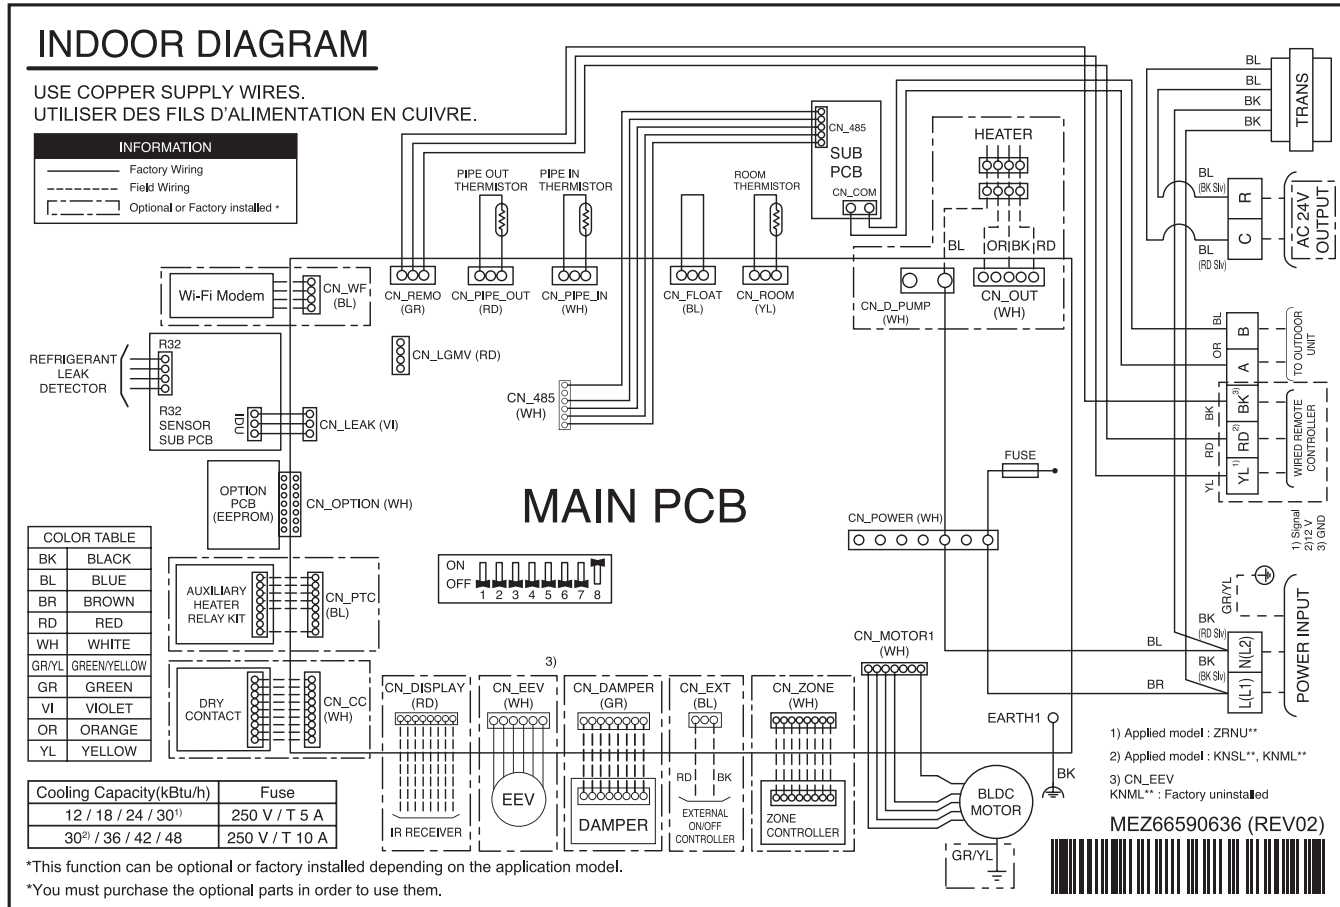 INDOOR DIAGRAM
USE COPPER SUPPLY WIRES.
UTILISER DES FILS D'ALIMENTATION EN CUIVRE.
INFORMATION
Factory Wiring
Field Wiring
Optional or Factory installed *
PIPE OUT
THERMISTOR
PIPE IN
THERMISTOR
ROOM
THERMISTOR
CN_485
SUB
PCB
CN_COM
HEATER
BL
OR
BK
RD
CN_D_PUMP
(WH)
CN_OUT
(WH)
BL
BL
BK
BK
TRANS
BL
(BK Slv)
R
C
BL
(RD Slv)
AC 24V
OUTPUT
Wi-Fi Modem
CN_WF
(BL)
CN_REMO
(GR)
CN_PIPE_OUT
(RD)
CN_PIPE_IN
(WH)
CN_FLOAT
(BL)
CN_ROOM
(YL)
REFRIGERANT
LEAK
DETECTOR
R32
R32
SENSOR
SUB PCB
IDU
CN_LEAK (VI)
CN_LGMV (RD)
CN_485
(WH)
BL
B
OR
A
TO OUTDOOR
UNIT
BK
BK3)
RD
RD2)
YL
YL1)
WIRED REMOTE
CONTROLLER
1) Signal
2)12 V
3) GND
OPTION
PCB
(EEPROM)
CN_OPTION (WH)
MAIN PCB
FUSE
CN_POWER (WH)
COLOR TABLE
BK BLACK
BL BLUE
BR BROWN
RD RED
WH WHITE
GR/YL GREEN/YELLOW
GR GREEN
VI VIOLET
OR ORANGE
YL YELLOW
AUXILIARY
HEATER
RELAY KIT
CN_PTC
(BL)
ON
OFF
1 2 3 4 5 6 7 8
GR/YL
BK
(RD Slv)
BL
N(L2)
BK
(BK Slv)
BR
L(L1)
POWER INPUT
DRY
CONTACT
CN_CC
(WH)
3)
CN_DISPLAY
(RD)
IR RECEIVER
CN_EEV
(WH)
EEV
CN_DAMPER
(GR)
DAMPER
CN_EXT
(BL)
RD
BK
EXTERNAL
ON/OFF
CONTROLLER
CN_ZONE
(WH)
ZONE
CONTROLLER
CN_MOTOR1
(WH)
BLDC
MOTOR
GR/YL
EARTH1
BK
1) Applied model : ZRNU**
2) Applied model : KNSL**, KNML**
3) CN_EEV
KNML** : Factory uninstalled
MEZ66590636 (REV02)
Cooling Capacity(kBtu/h) Fuse
12 / 18 / 24 / 301) 250 V / T 5 A
302) / 36 / 42 / 48 250 V / T 10 A
*This function can be optional or factory installed depending on the application model.
*You must purchase the optional parts in order to use them.